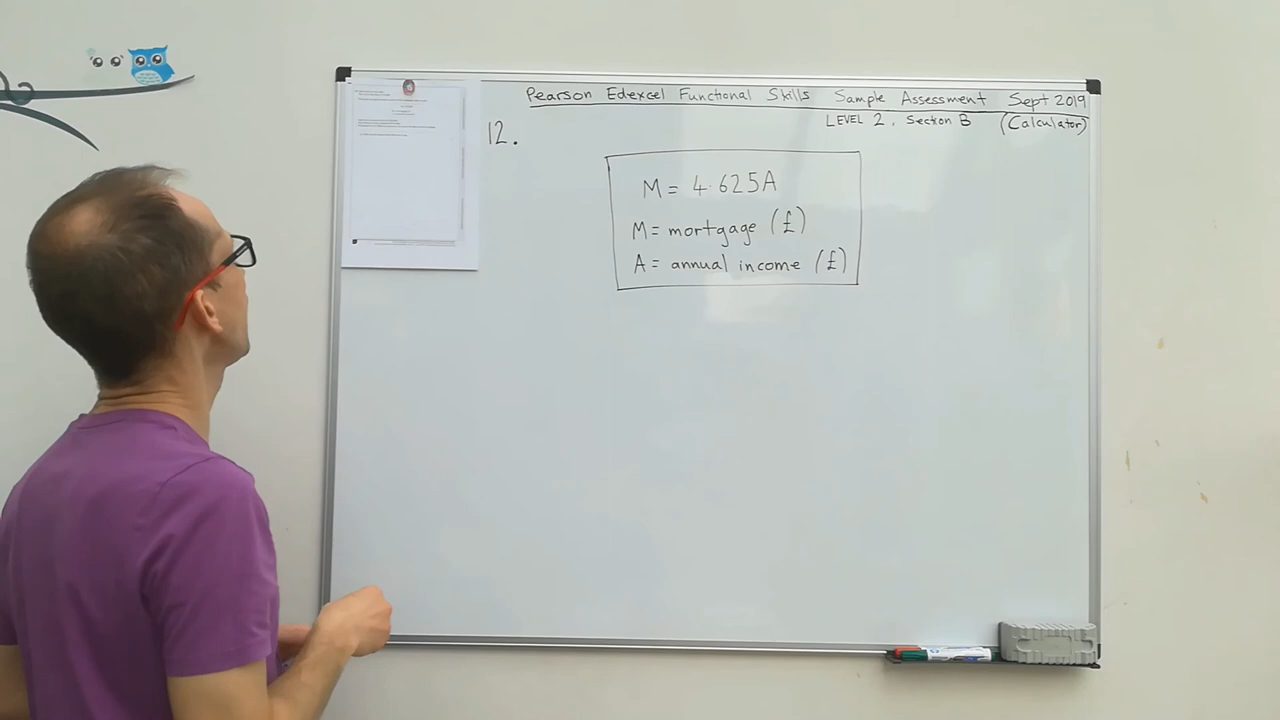 Pearson Edexcel Functional Skills Sample Assessment Sept 2019
LEVEL 2, Section B (Calculator)
12.
M = 4.625A
M = mortgage (£)
A = annual income (£)